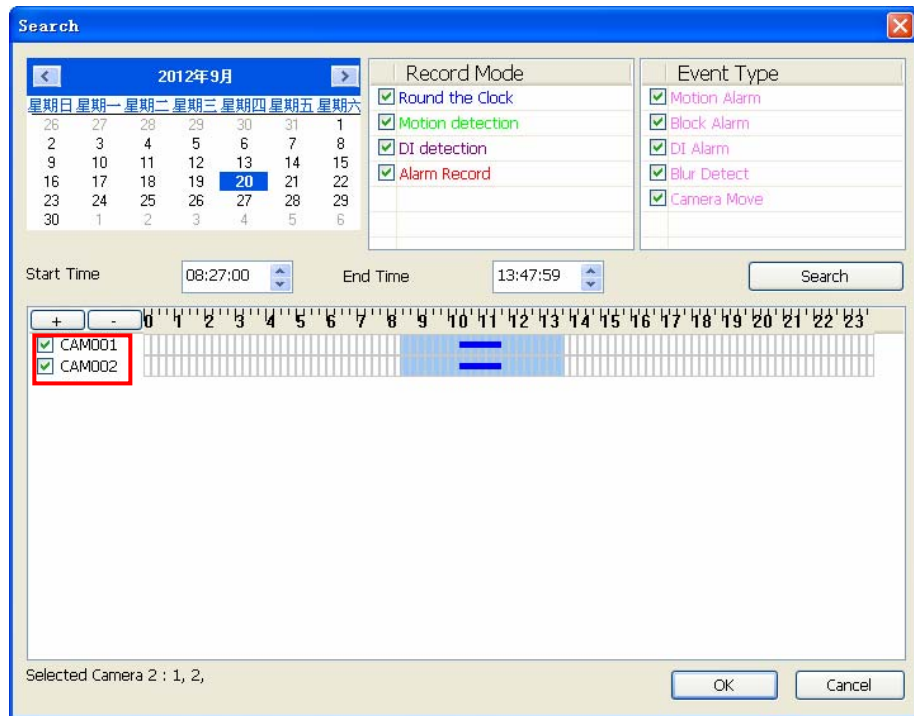 Search
2012年9月
星期日 星期一 星期二 星期三 星期四 星期五 星期六
26 27 28 29 30 31 1
2 3 4 5 6 7 8
9 10 11 12 13 14 15
16 17 18 19 20 21 22
23 24 25 26 27 28 29
30 1 2 3 4 5 6
Record Mode
Round the Clock
Motion detection
DI detection
Alarm Record
Event Type
Motion Alarm
Block Alarm
DI Alarm
Blur Detect
Camera Move
Start Time 08:27:00 End Time 13:47:59 Search
+ - 0 1 2 3 4 5 6 7 8 9 10 11 12 13 14 15 16 17 18 19 20 21 22 23
CAM001
CAM002
Selected Camera 2 : 1, 2,
OK Cancel